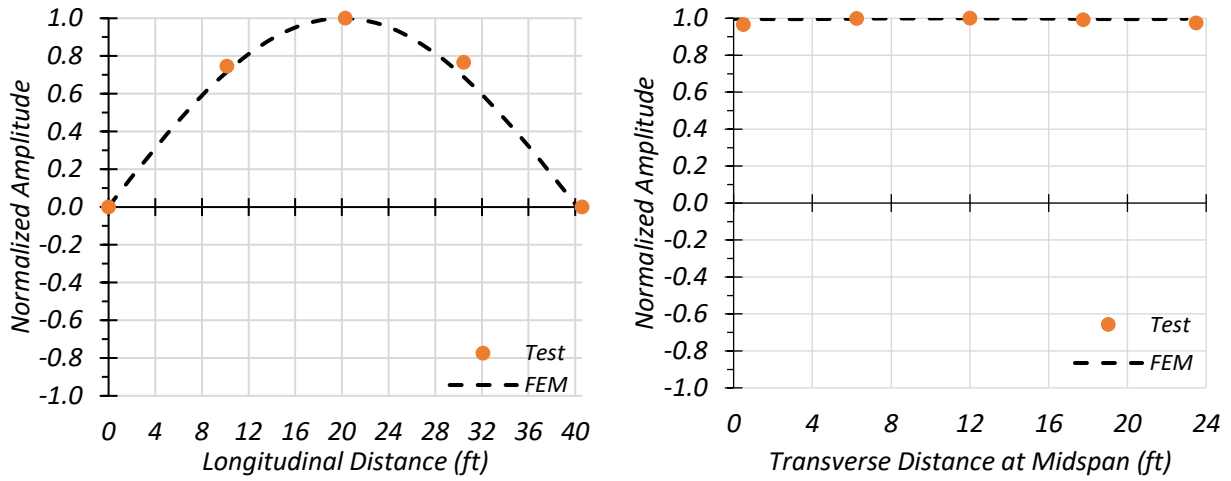 Normalized Amplitude
1.0
0.8
0.6
0.4
0.2
0.0
-0.2
-0.4
-0.6
-0.8
-1.0
0 4 8 12 16 20 24 28 32 36 40
Longitudinal Distance (ft)
Test
FEM
Normalized Amplitude
1.0
0.8
0.6
0.4
0.2
0.0
-0.2
-0.4
-0.6
-0.8
-1.0
0 4 8 12 16 20 24
Transverse Distance at Midspan (ft)
Test
FEM